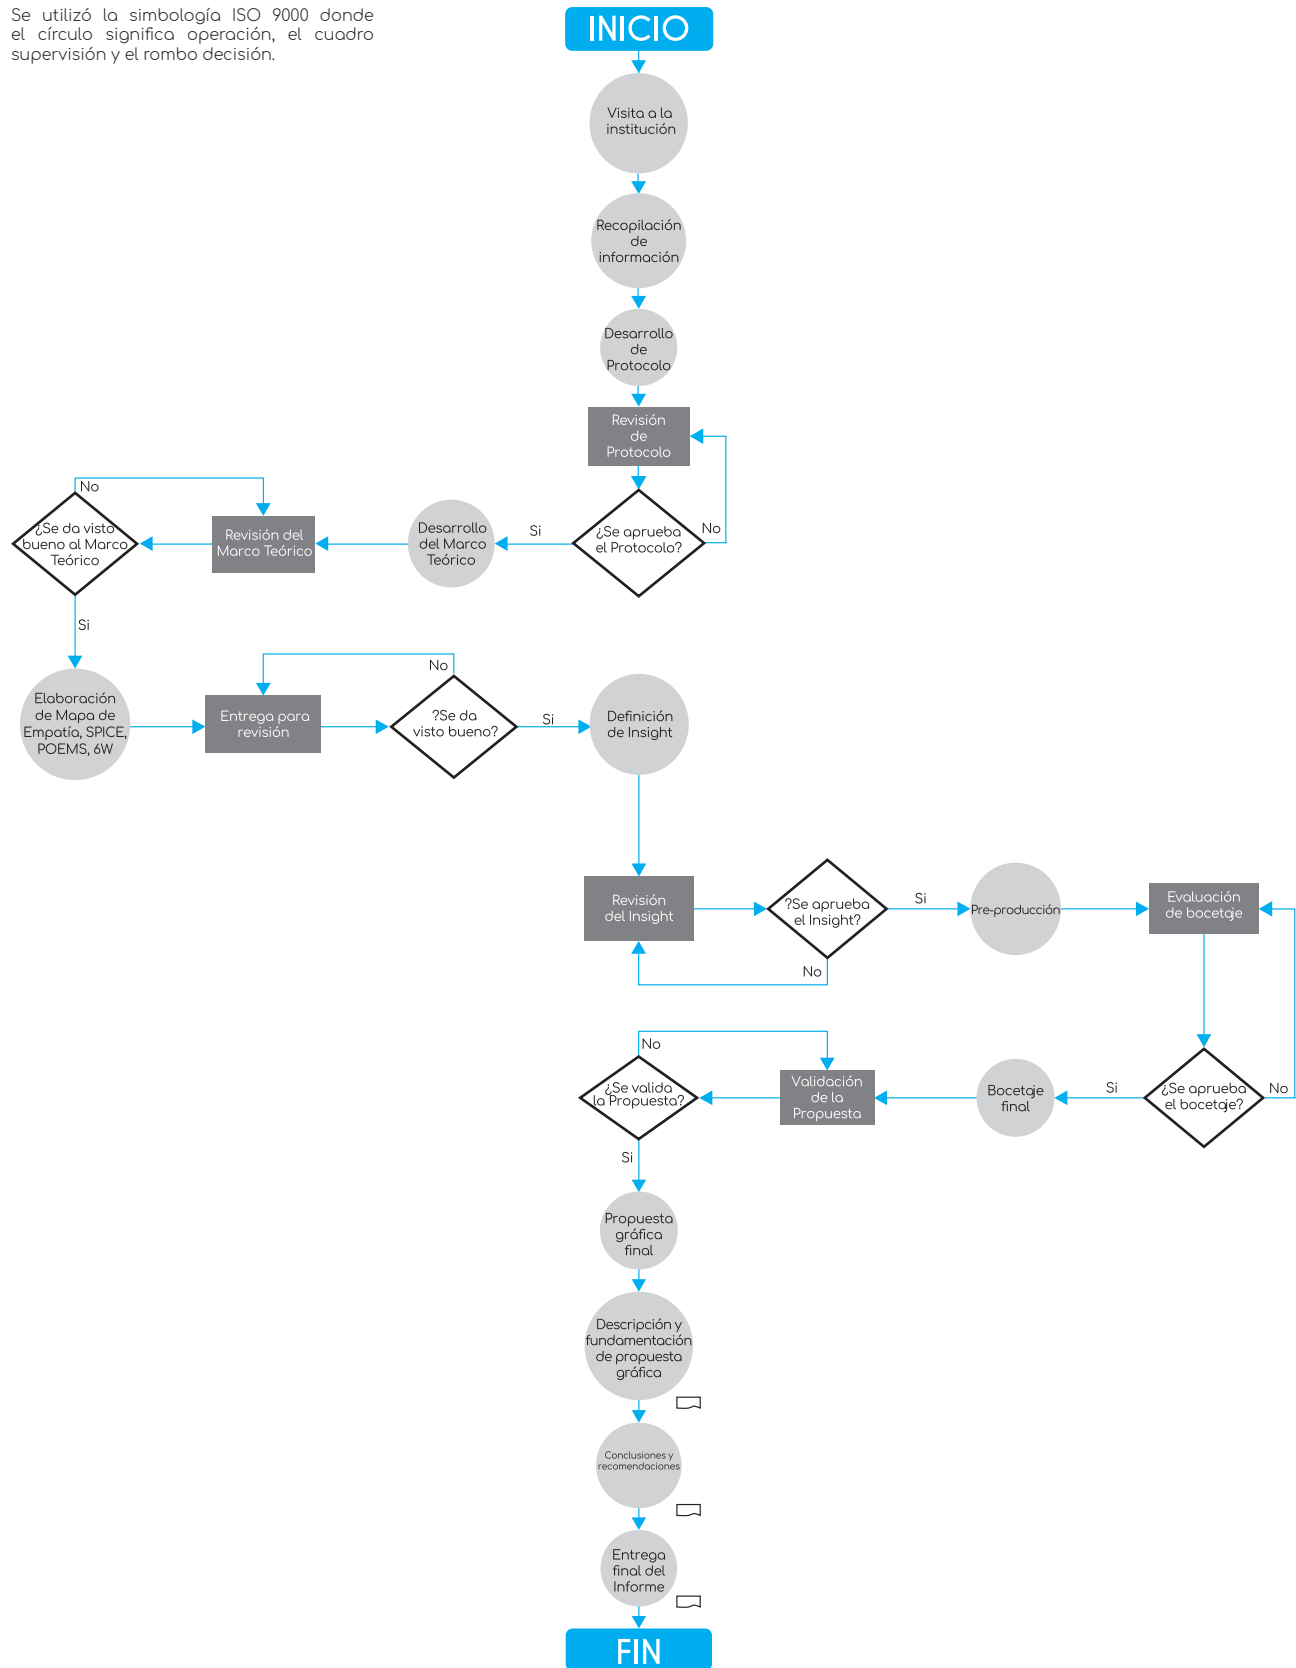 Se utilizó la simbología ISO 9000 donde
el círculo significa operación, el cuadro
supervisión y el rombo decisión.
INICIO
Visita a la
institución
Recopilación
de
información
Desarrollo
de
Protocolo
Revisión
de
Protocolo
¿Se aprueba
el Protocolo?
No
Si
Desarrollo
del Marco
Teórico
Revisión del
Marco Teórico
¿Se da visto
bueno al Marco
Teórico
No
Si
Elaboración
de Mapa de
Empatía, SPICE,
POEMS, 6W
Entrega para
revisión
?Se da
visto bueno?
No
Si
Definición
de Insight
Revisión
del Insight
?Se aprueba
el Insight?
No
Si
Pre-producción
Evaluación
de bocetaje
¿Se aprueba
el bocetaje?
No
Si
Bocetaje
final
Validación
de la
Propuesta
¿Se valida
la Propuesta?
No
Si
Propuesta
gráfica
final
Descripción y
fundamentación
de propuesta
gráfica
Conclusiones y
recomendaciones
Entrega
final del
Informe
FIN